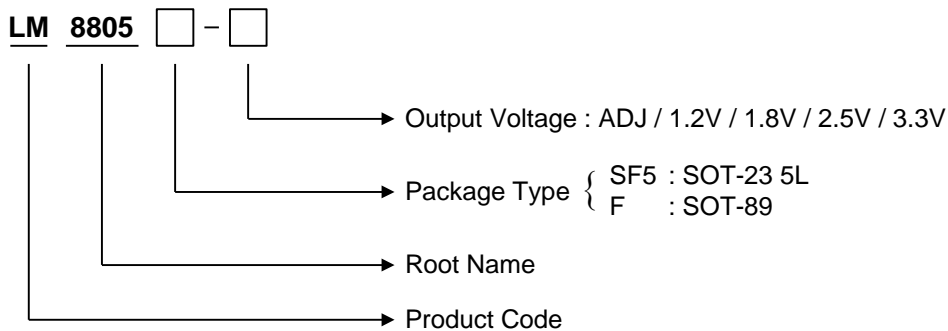 LM 8805 □ – □
Output Voltage : ADJ / 1.2V / 1.8V / 2.5V / 3.3V
Package Type { SF5 : SOT-23 5L
F : SOT-89
Root Name
Product Code